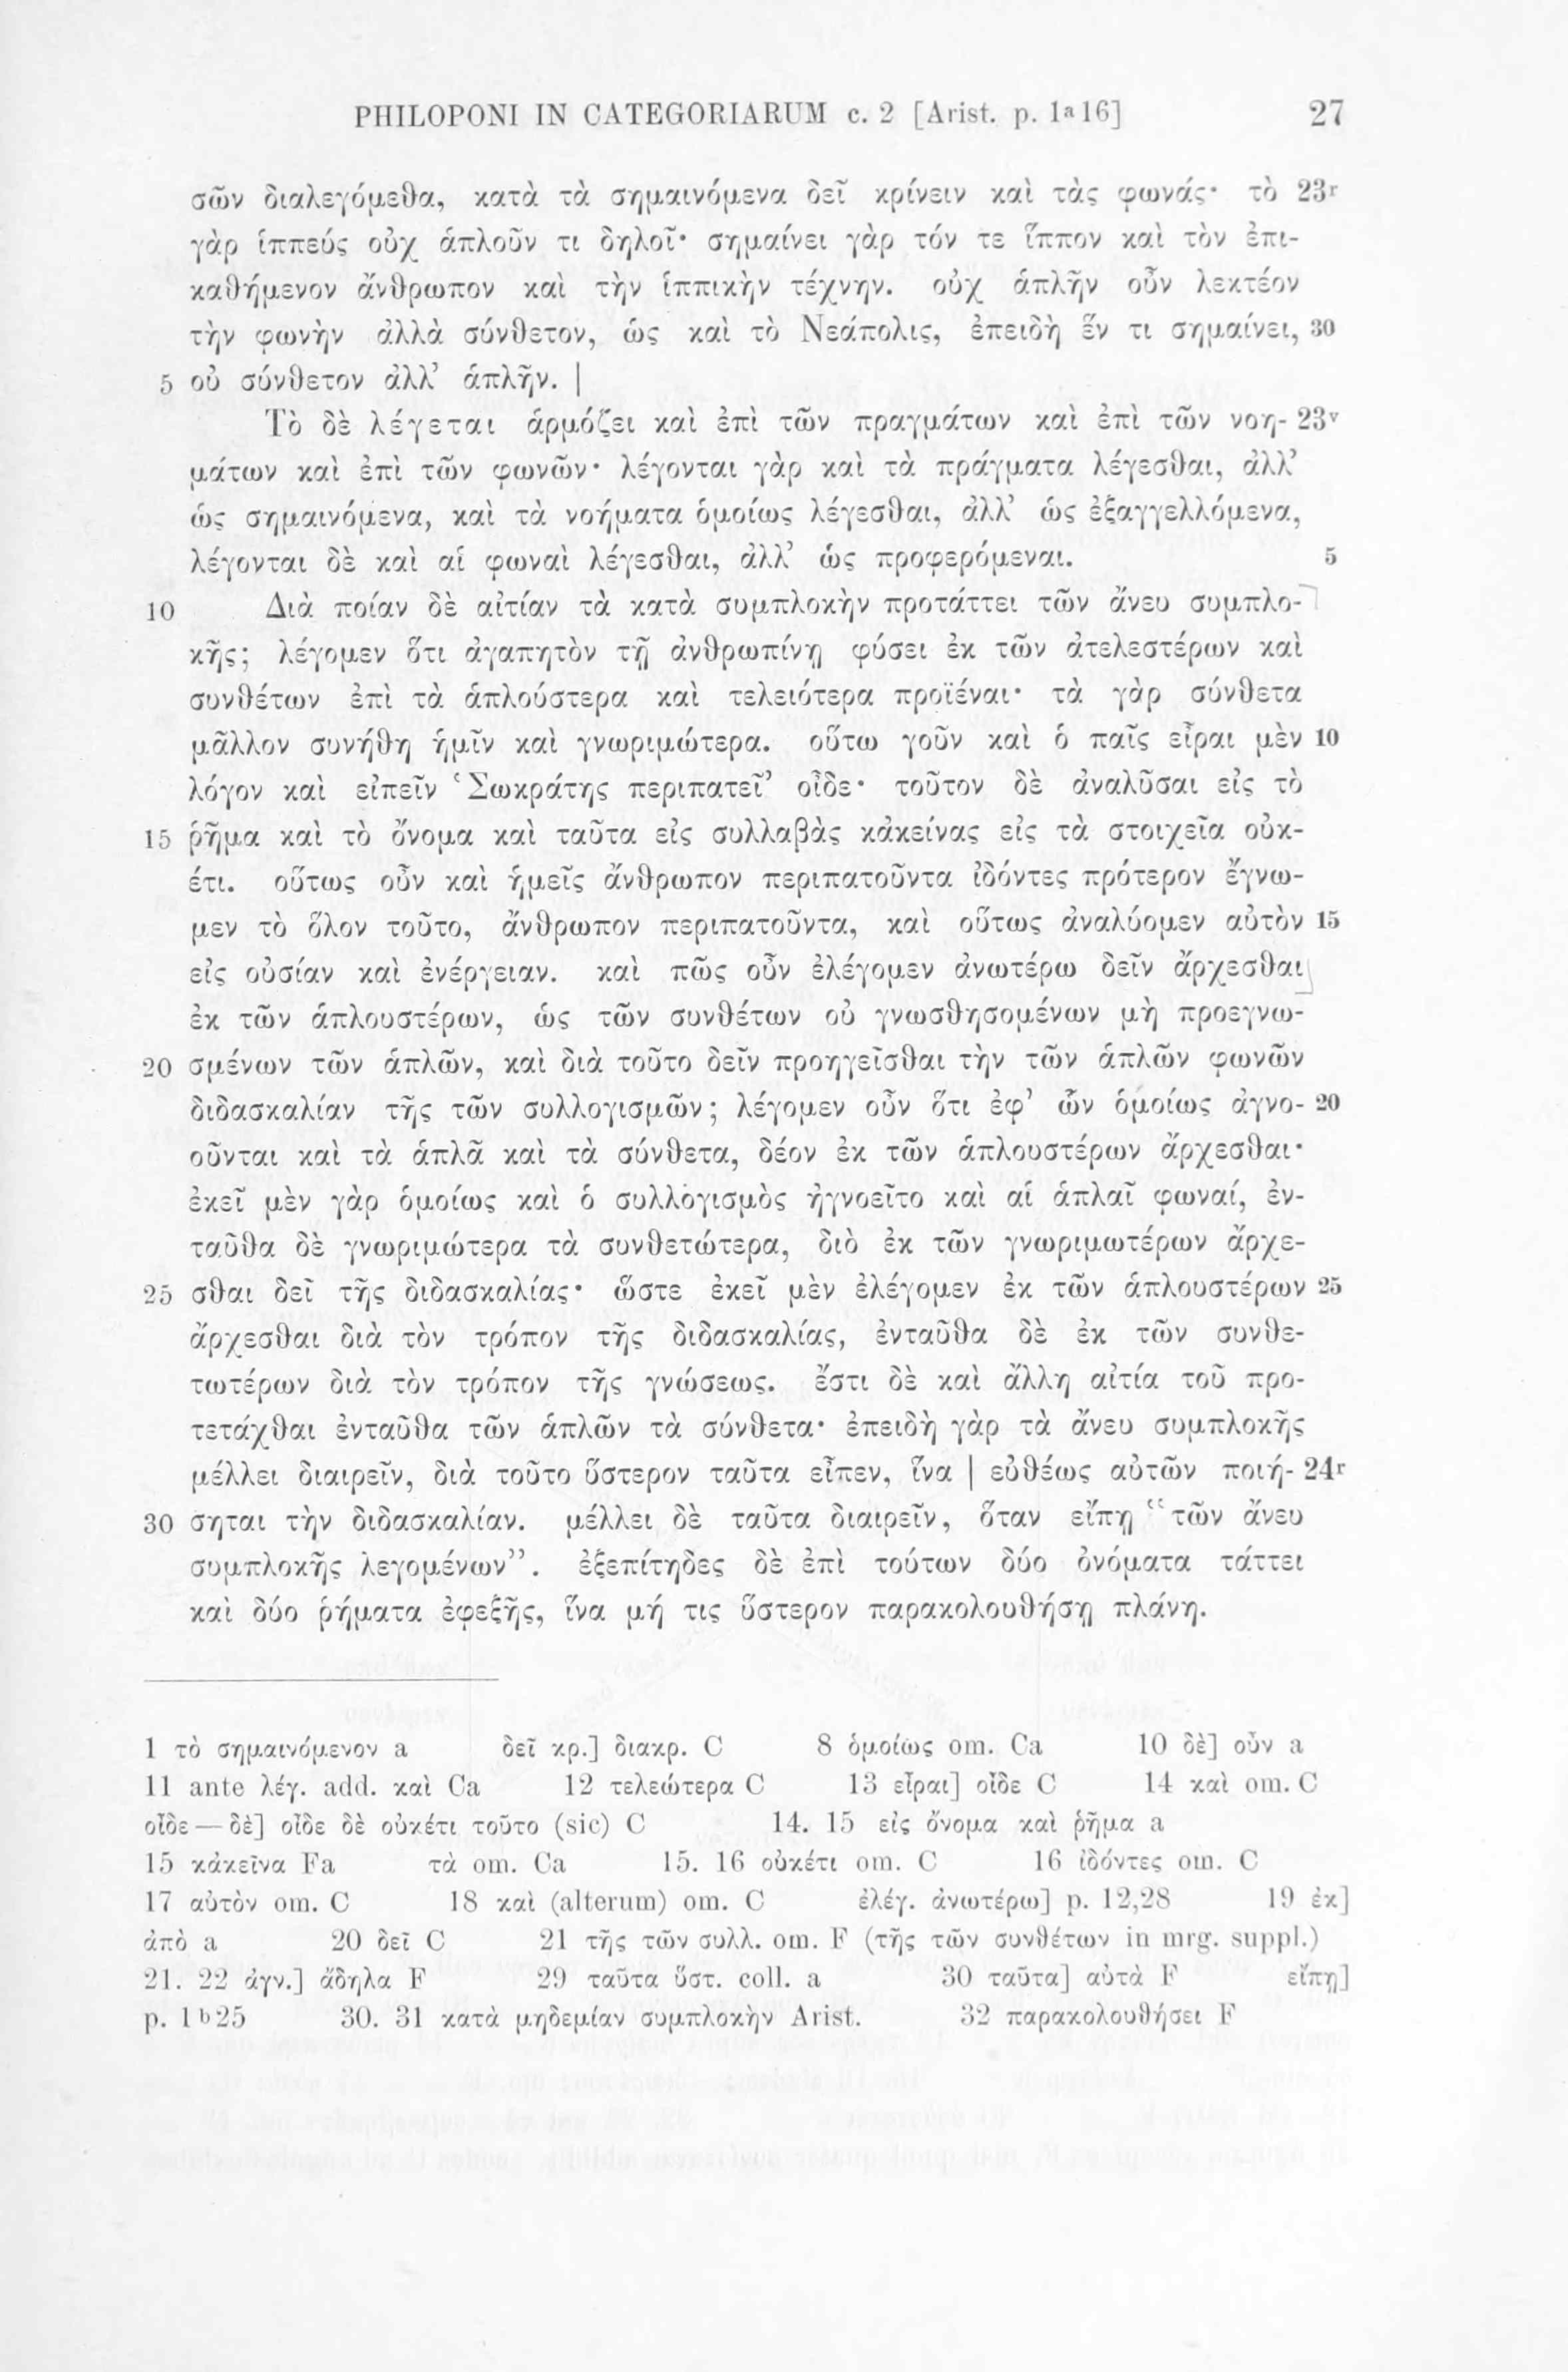 PHILOPONI IN CATEGORIARUM c. 2 [Arist. p. 1a16] 27
σῶν διαλεγόμεθα, κατὰ τὰ σημαινόμενα δεῖ κρίνειν καὶ τὰς φωνάς· τὸ 23r
γὰρ ἱππεύς οὐχ ἁπλοῦν τι δηλοῖ· σημαίνει γὰρ τόν τε ἵππον καὶ τὸν ἐπι-
καθήμενον ἄνθρωπον καὶ τὴν ἱππικὴν τέχνην. οὐχ ἁπλῆν οὖν λεκτέον
τὴν φωνὴν ἀλλὰ σύνθετον, ὡς καὶ τὸ Νεάπολις, ἐπειδὴ ἕν τι σημαίνει, 30
5 οὐ σύνθετον ἀλλ’ ἁπλῆν. |
Τὸ δὲ λέγεται ἁρμόζει καὶ ἐπὶ τῶν πραγμάτων καὶ ἐπὶ τῶν νοη- 23v
μάτων καὶ ἐπὶ τῶν φωνῶν· λέγονται γὰρ καὶ τὰ πράγματα λέγεσθαι, ἀλλ’
ὡς σημαινόμενα, καὶ τὰ νοήματα ὁμοίως λέγεσθαι, ἀλλ’ ὡς ἐξαγγελλόμενα,
λέγονται δὲ καὶ αἱ φωναὶ λέγεσθαι, ἀλλ’ ὡς προφερόμεναι. 5
10 Διὰ ποίαν δὲ αἰτίαν τὰ κατὰ συμπλοκὴν προτάττει τῶν ἄνευ συμπλο-
κῆς; λέγομεν ὅτι ἀγαπητὸν τῇ ἀνθρωπίνῃ φύσει ἐκ τῶν ἀτελεστέρων καὶ
συνθέτων ἐπὶ τὰ ἁπλούστερα καὶ τελειότερα προϊέναι· τὰ γὰρ σύνθετα
μᾶλλον συνήθη ἡμῖν καὶ γνωριμώτερα. οὕτω γοῦν καὶ ὁ παῖς εἶραι μὲν 10
λόγον καὶ εἰπεῖν ‘Σωκράτης περιπατεῖ’ οἶδε· τοῦτον δὲ ἀναλῦσαι εἰς τὸ
15 ῥῆμα καὶ τὸ ὄνομα καὶ ταῦτα εἰς συλλαβὰς κἀκείνας εἰς τὰ στοιχεῖα οὐκ-
έτι. οὕτως οὖν καὶ ἡμεῖς ἄνθρωπον περιπατοῦντα ἰδόντες πρότερον ἔγνω-
μεν τὸ ὅλον τοῦτο, ἄνθρωπον περιπατοῦντα, καὶ οὕτως ἀναλύομεν αὐτὸν 15
εἰς οὐσίαν καὶ ἐνέργειαν. καὶ πῶς οὖν ἐλέγομεν ἀνωτέρω δεῖν ἄρχεσθαι
ἐκ τῶν ἁπλουστέρων, ὡς τῶν συνθέτων οὐ γνωσθησομένων μὴ προεγνω-
20 σμένων τῶν ἁπλῶν, καὶ διὰ τοῦτο δεῖν προηγεῖσθαι τὴν τῶν ἁπλῶν φωνῶν
διδασκαλίαν τῆς τῶν συλλογισμῶν; λέγομεν οὖν ὅτι ἐφ’ ὧν ὁμοίως ἀγνο- 20
οῦνται καὶ τὰ ἁπλᾶ καὶ τὰ σύνθετα, δέον ἐκ τῶν ἁπλουστέρων ἄρχεσθαι·
ἐκεῖ μὲν γὰρ ὁμοίως καὶ ὁ συλλογισμὸς ἠγνοεῖτο καὶ αἱ ἁπλαῖ φωναί, ἐν-
ταῦθα δὲ γνωριμώτερα τὰ συνθετώτερα, διὸ ἐκ τῶν γνωριμωτέρων ἄρχε-
25 σθαι δεῖ τῆς διδασκαλίας· ὥστε ἐκεῖ μὲν ἐλέγομεν ἐκ τῶν ἁπλουστέρων 25
ἄρχεσθαι διὰ τὸν τρόπον τῆς διδασκαλίας, ἐνταῦθα δὲ ἐκ τῶν συνθε-
τωτέρων διὰ τὸν τρόπον τῆς γνώσεως. ἔστι δὲ καὶ ἄλλη αἰτία τοῦ προ-
τετάχθαι ἐνταῦθα τῶν ἁπλῶν τὰ σύνθετα· ἐπειδὴ γὰρ τὰ ἄνευ συμπλοκῆς
μέλλει διαιρεῖν, διὰ τοῦτο ὕστερον ταῦτα εἶπεν, ἵνα | εὐθέως αὐτῶν ποιή- 24r
30 σηται τὴν διδασκαλίαν. μέλλει δὲ ταῦτα διαιρεῖν, ὅταν εἴπῃ “τῶν ἄνευ
συμπλοκῆς λεγομένων”. ἐξεπίτηδες δὲ ἐπὶ τούτων δύο ὀνόματα τάττει
καὶ δύο ῥήματα ἐφεξῆς, ἵνα μή τις ὕστερον παρακολουθήσῃ πλάνη.
1 τὸ σημαινόμενον a δεῖ κρ.] διακρ. C 8 ὁμοίως om. Ca 10 δὲ] οὖν a
11 ante λέγ. add. καὶ Ca 12 τελεώτερα C 13 εἶραι] οἶδε C 14 καὶ om. C
οἶδε — δὲ] οἶδε δὲ οὐκέτι τοῦτο (sic) C 14. 15 εἰς ὄνομα καὶ ῥῆμα a
15 κἀκεῖνα Fa τὰ om. Ca 15. 16 οὐκέτι om. C 16 ἰδόντες om. C
17 αὐτὸν om. C 18 καὶ (alterum) om. C ἐλέγ. ἀνωτέρω] p. 12,28 19 ἐκ]
ἀπὸ a 20 δεῖ C 21 τῆς τῶν συλλ. om. F (τῆς τῶν συνθέτων in mrg. suppl.)
21. 22 ἀγν.] ἄδηλα F 29 ταῦτα ὕστ. coll. a 30 ταῦτα] αὐτὰ F εἴπῃ]
p. 1b25 30. 31 κατὰ μηδεμίαν συμπλοκὴν Arist. 32 παρακολουθήσει F